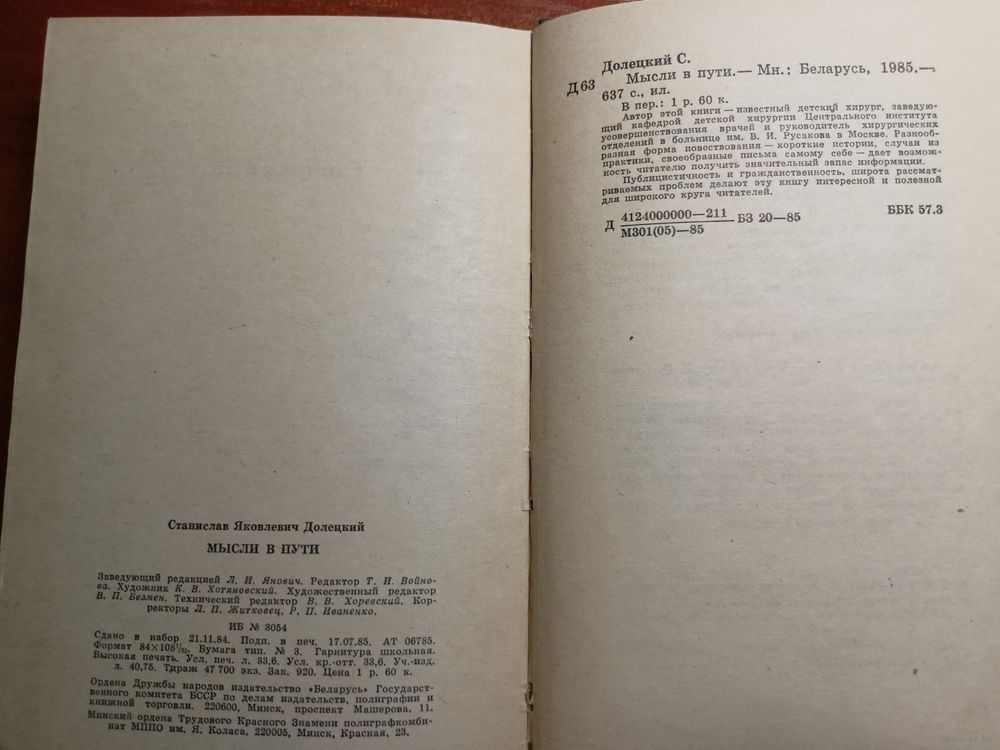 Станислав Яковлевич Долецкий
МЫСЛИ В ПУТИ
Заведующий редакцией Л. И. Янович. Редактор Т. И. Войно-
ва. Художник К. В. Хотяновский. Художественный редактор
В. П. Безмен. Технический редактор В. В. Хоревский. Кор-
ректоры Л. П. Житковец, Р. П. Иваненко.
ИБ № 3054
Сдано в набор 21.11.84. Подп. в печ. 17.07.85. АТ 06785.
Формат 84×108¹/₃₂. Бумага тип. № 3. Гарнитура школьная.
Высокая печать. Усл. печ. л. 33,6. Усл. кр.-отт. 33,6. Уч.-изд.
л. 40,75. Тираж 47 700 экз. Зак. 920. Цена 1 р. 60 к.
Ордена Дружбы народов издательство «Беларусь» Государст-
венного комитета БССР по делам издательств, полиграфии и
книжной торговли. 220600, Минск, проспект Машерова, 11.
Минский ордена Трудового Красного Знамени полиграфкомби-
нат МППО им. Я. Коласа. 220005, Минск, Красная, 23.
Долецкий С.
Д 63 Мысли в пути.— Мн.: Беларусь, 1985.—
637 с., ил.
В пер.: 1 р. 60 к.
Автор этой книги — известный детский хирург, заведую-
щий кафедрой детской хирургии Центрального института
усовершенствования врачей и руководитель хирургических
отделений в больнице им. В. И. Русакова в Москве. Разнооб-
разная форма повествования — короткие истории, случаи из
практики, своеобразные письма самому себе — дает возмож-
ность читателю получить значительный запас информации.
Публицистичность и гражданственность, широта рассмат-
риваемых проблем делают эту книгу интересной и полезной
для широкого круга читателей.
Д 4124000000—211 БЗ 20—85 ББК 57.3
М301(05)—85